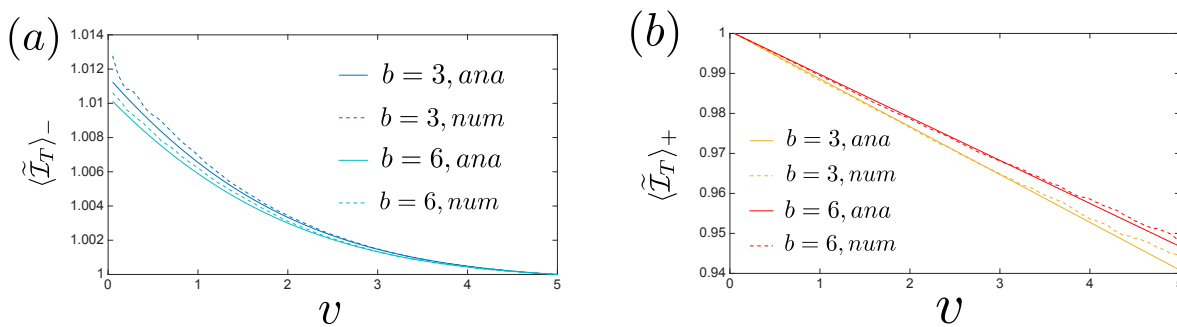 (a)
1.014
1.012
1.01
1.008
1.006
1.004
1.002
1
0
1
2
3
4
5
⟨Ĩ_T⟩_−
v
b = 3, ana
b = 3, num
b = 6, ana
b = 6, num
(b)
1
0.99
0.98
0.97
0.96
0.95
0.94
0
1
2
3
4
5
⟨Ĩ_T⟩_+
v
b = 3, ana
b = 3, num
b = 6, ana
b = 6, num